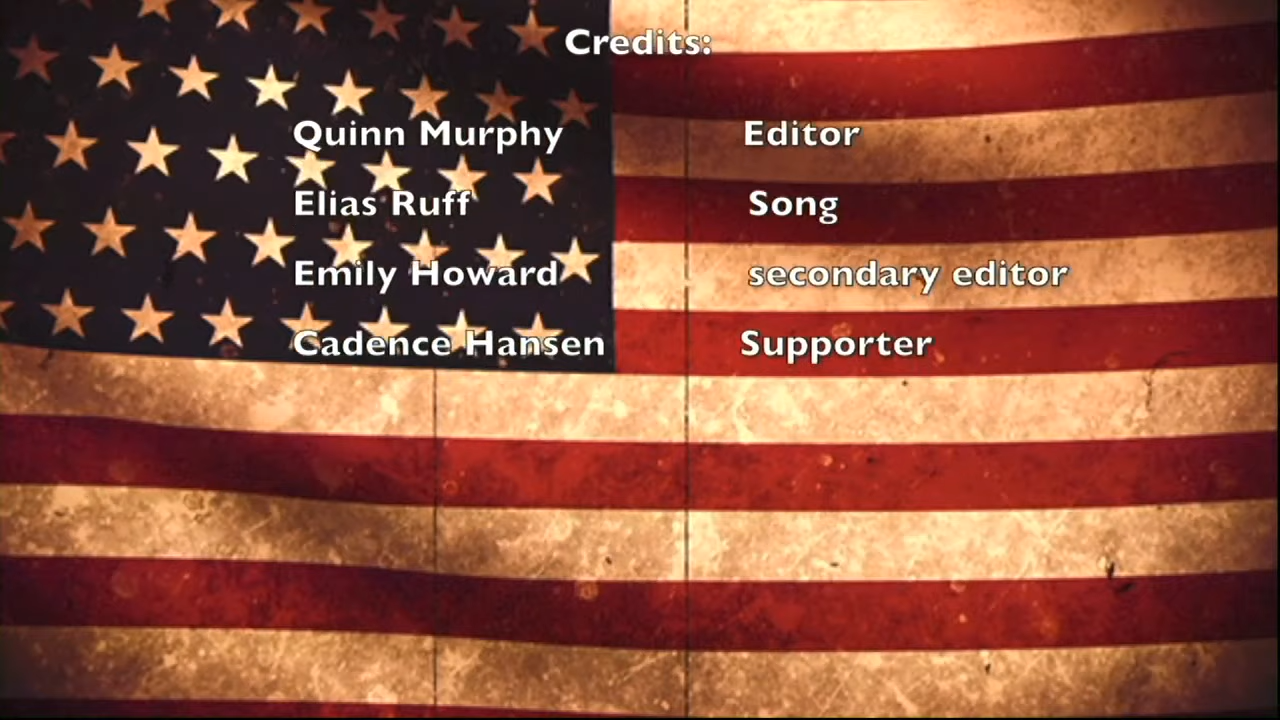 Credits:
Quinn Murphy Editor
Elias Ruff Song
Emily Howard secondary editor
Cadence Hansen Supporter